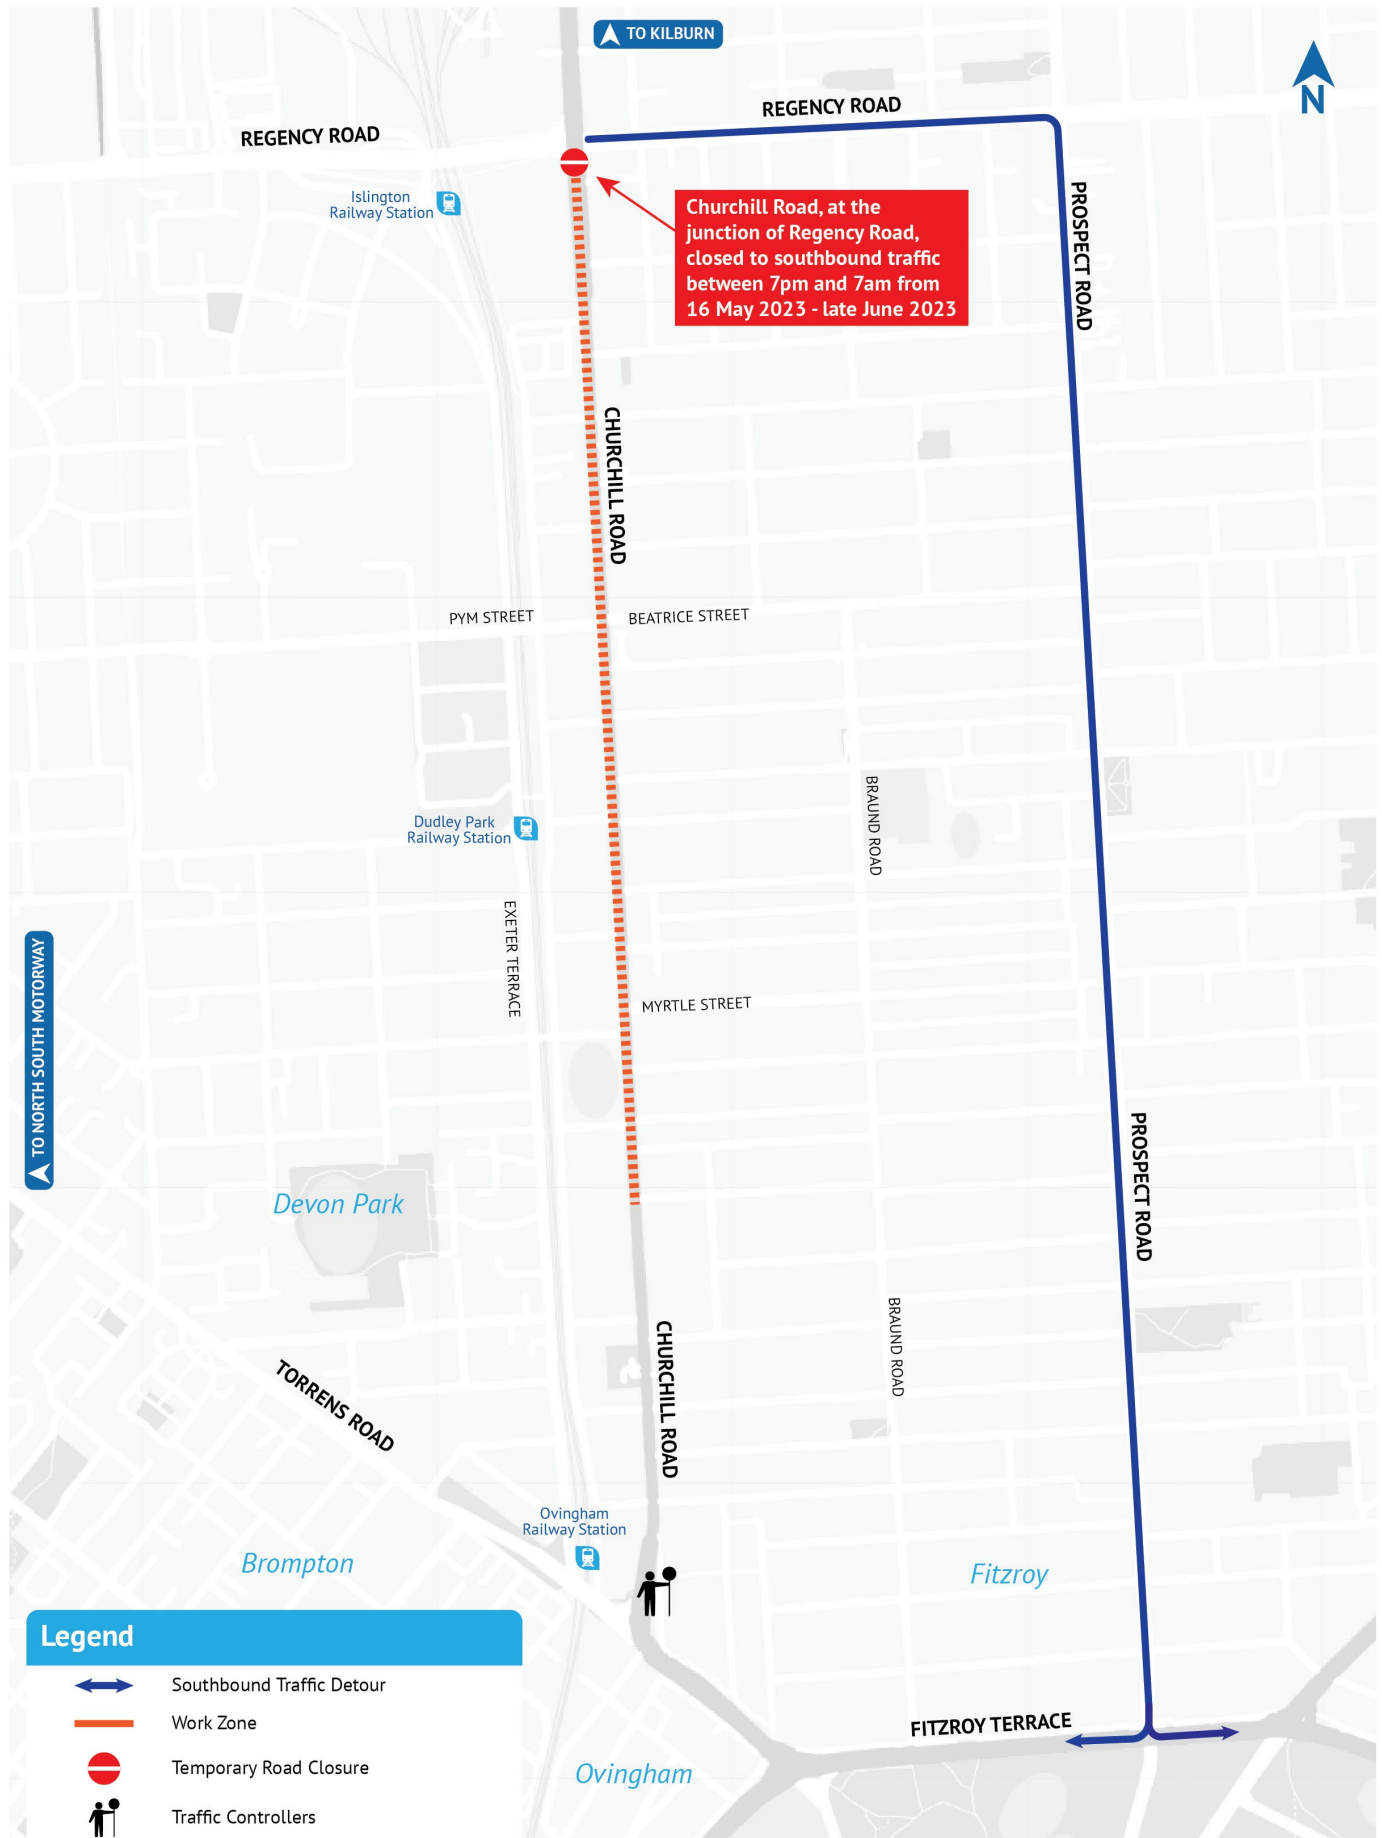 TO KILBURN
N
REGENCY ROAD
REGENCY ROAD
Islington
Railway Station
PROSPECT ROAD
Churchill Road, at the
junction of Regency Road,
closed to southbound traffic
between 7pm and 7am from
16 May 2023 - late June 2023
CHURCHILL ROAD
PYM STREET
BEATRICE STREET
BRAUND ROAD
Dudley Park
Railway Station
EXETER TERRACE
TO NORTH SOUTH MOTORWAY
MYRTLE STREET
PROSPECT ROAD
Devon Park
BRAUND ROAD
CHURCHILL ROAD
TORRENS ROAD
Ovingham
Railway Station
Brompton
Fitzroy
Legend
Southbound Traffic Detour
Work Zone
Temporary Road Closure
Traffic Controllers
FITZROY TERRACE
Ovingham